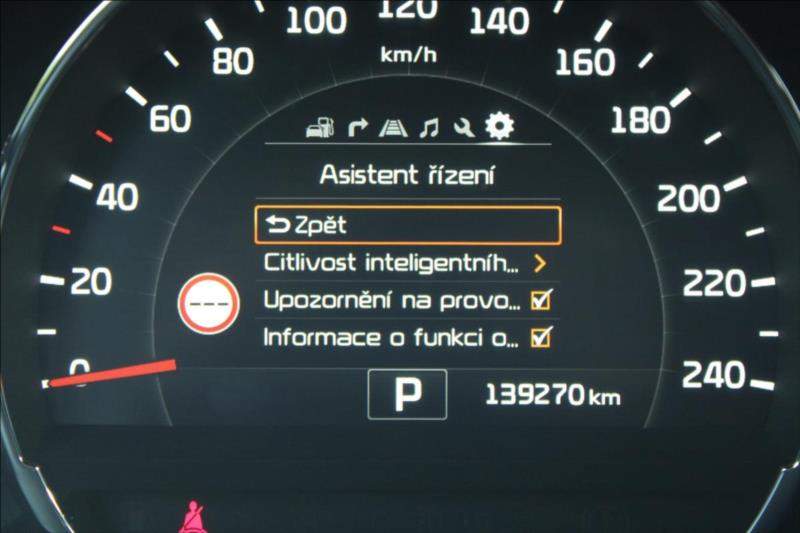 100
120
140
80
km/h
160
60
180
Asistent řízení
40
200
Zpět
Citlivost inteligentníh...
20
220
Upozornění na provo...
Informace o funkci o...
0
240
P
139270 km